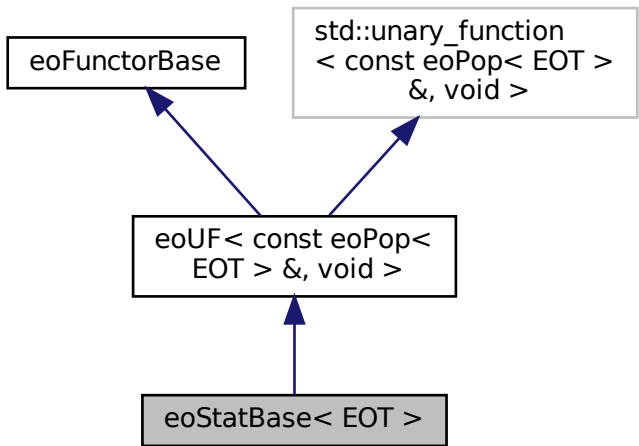 std::unary_function
< const eoPop< EOT >
&, void >
eoFunctorBase
eoUF< const eoPop<
EOT > &, void >
eoStatBase< EOT >